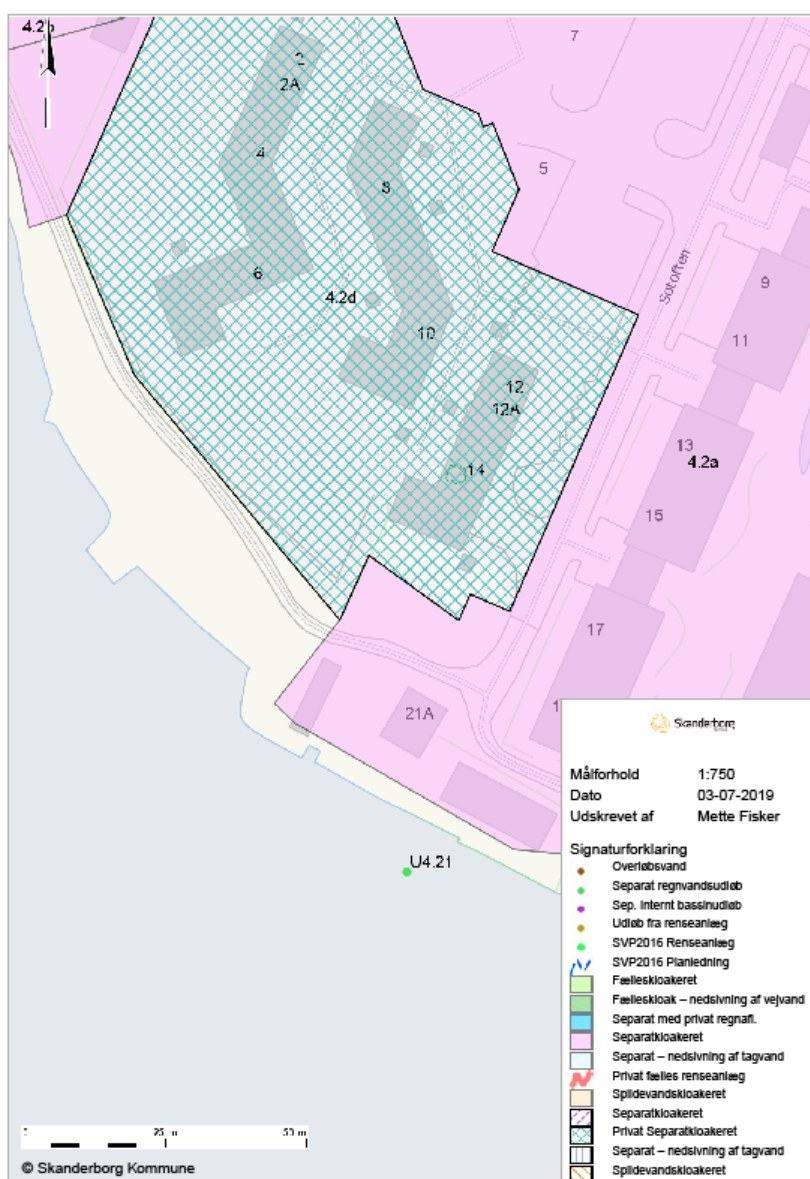 4.2b
7
2
2A
5
4
8
Søtoften
6
4.2d
9
10
11
12
12A
13
4.2a
14
15
17
21A
U4.21
Skanderborg
Målforhold 1:750
Dato 03-07-2019
Udskrevet af Mette Fisker
Signaturforklaring
Overløbsvand
Separat regnvandsudløb
Sep. Internt bassinudløb
Udløb fra renseanlæg
SVP2016 Renseanlæg
SVP2016 Planledning
Fælleskloakeret
Fælleskloak – nedsivning af vejvand
Separat med privat regnafl.
Separatkloakeret
Separat – nedsivning af tagvand
Privat fælles renseanlæg
Spildevandskloakeret
Separatkloakeret
Privat Separatkloakeret
Separat – nedsivning af tagvand
Spildevandskloakeret
25 m
50 m
© Skanderborg Kommune